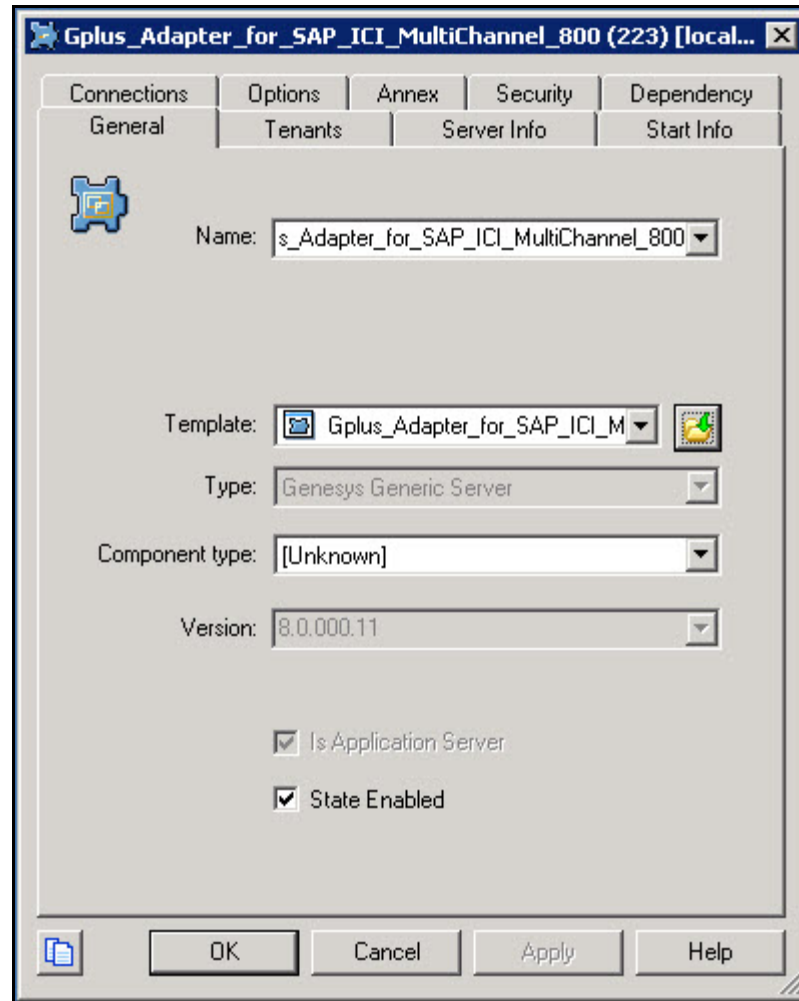 Gplus_Adapter_for_SAP_ICI_MultiChannel_800 (223) [local...
Connections Options Annex Security Dependency
General Tenants Server Info Start Info
Name: s_Adapter_for_SAP_ICI_MultiChannel_800
Template: Gplus_Adapter_for_SAP_ICI_M
Type: Genesys Generic Server
Component type: [Unknown]
Version: 8.0.000.11
Is Application Server
State Enabled
OK Cancel Apply Help